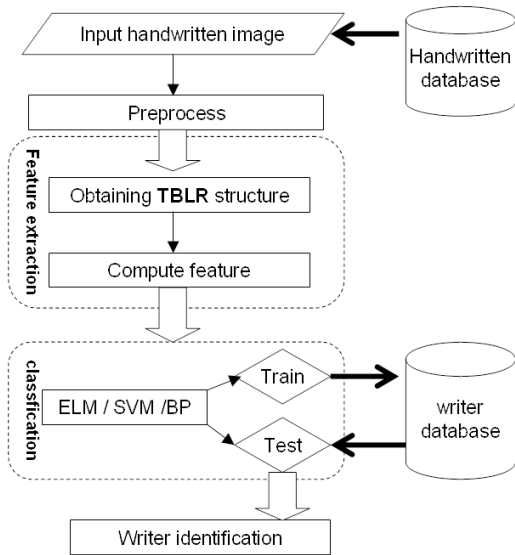 Input handwritten image
Handwritten
database
Preprocess
Feature extraction
Obtaining TBLR structure
Compute feature
classfication
Train
ELM / SVM /BP
writer
database
Test
Writer identification